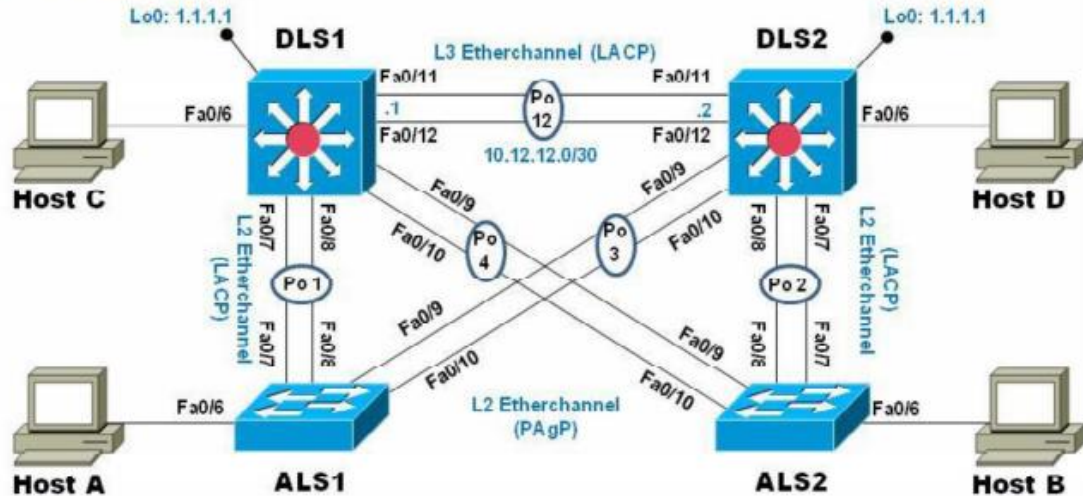 Lo0: 1.1.1.1
Lo0: 1.1.1.1
DLS1
L3 Etherchannel (LACP)
DLS2
Fa0/11
Fa0/11
Fa0/6
Po
12
.1
.2
Fa0/6
Fa0/12
Fa0/12
10.12.12.0/30
Host C
Host D
Fa0/9
Fa0/9
Fa0/10
Fa0/10
Fa0/7
Fa0/8
Fa0/8
Fa0/7
L2 Etherchannel
(LACP)
Po
4
Po
3
L2 Etherchannel
(LACP)
Po 1
Po 2
Fa0/7
Fa0/8
Fa0/9
Fa0/10
Fa0/9
Fa0/10
Fa0/8
Fa0/7
Fa0/6
L2 Etherchannel
(PAgP)
Fa0/6
Host A
ALS1
ALS2
Host B